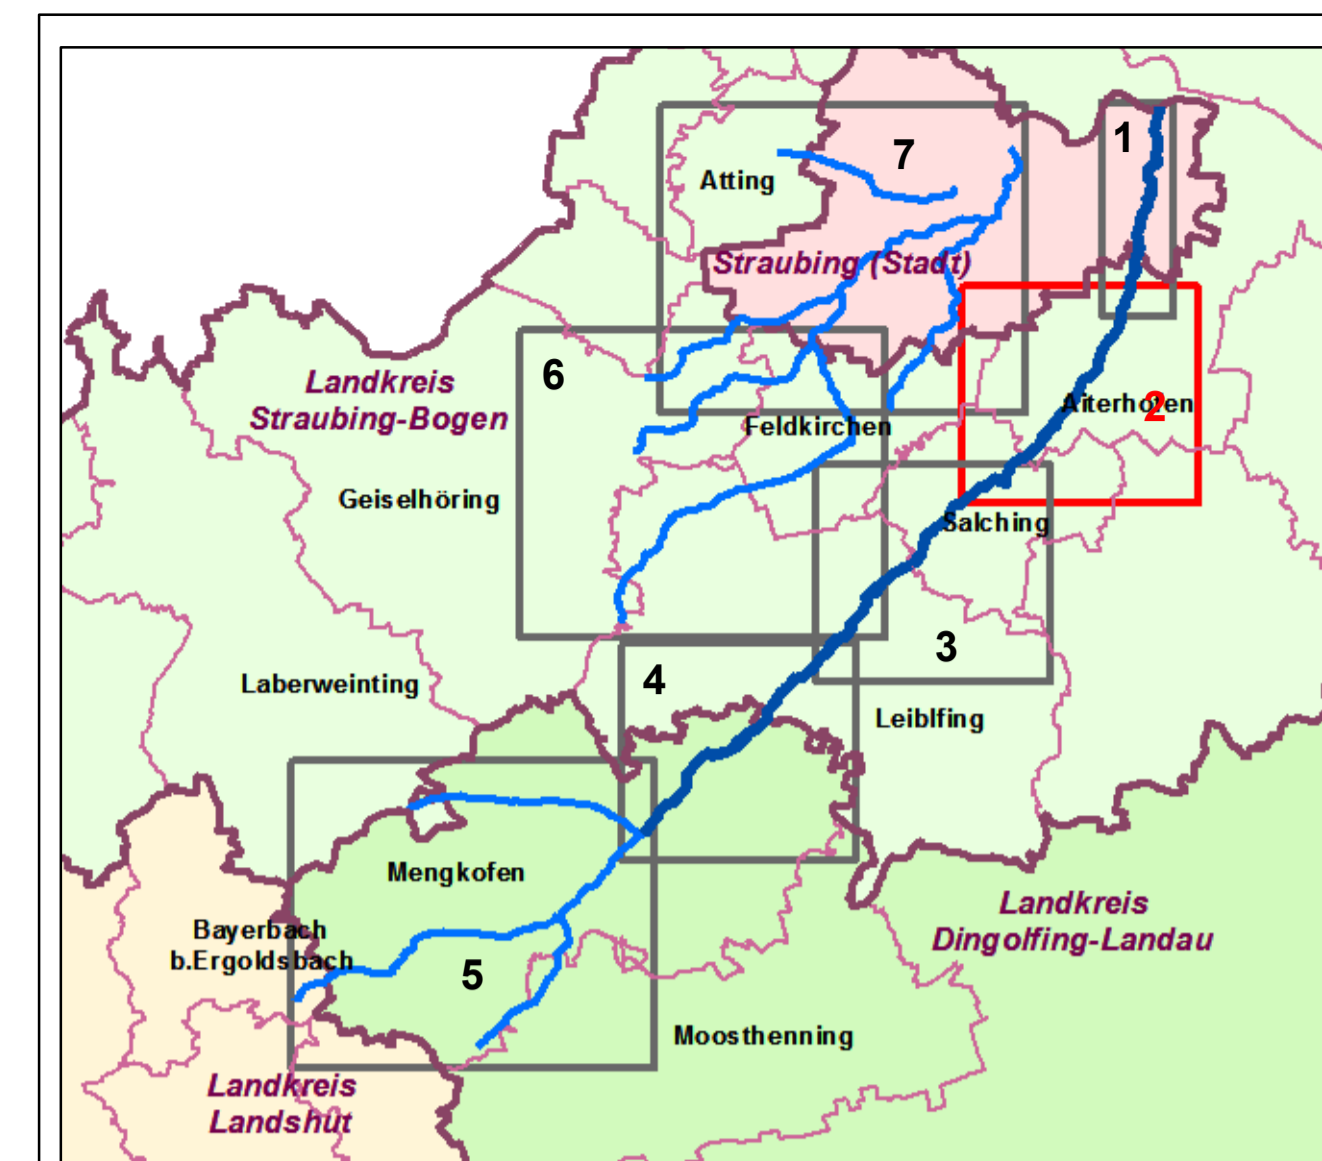 1
7
Atting
Straubing (Stadt)
6
Landkreis
Straubing-Bogen
Aiterhofen
2
Feldkirchen
Geiselhöring
Salching
3
4
Laberweinting
Leiblfing
Mengkofen
Landkreis
Dingolfing-Landau
Bayerbach
b.Ergoldsbach
5
Moosthenning
Landkreis
Landshut